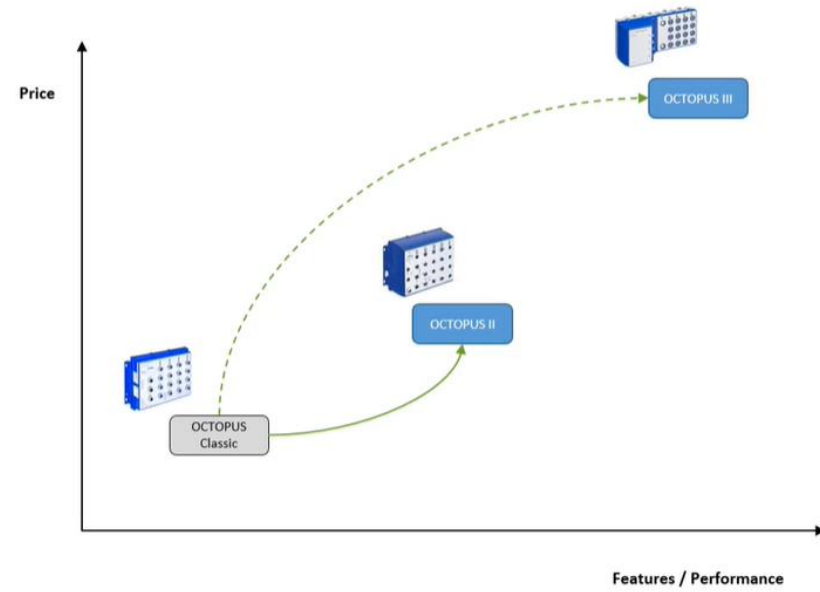 Price
OCTOPUS III
OCTOPUS II
OCTOPUS
Classic
Features / Performance